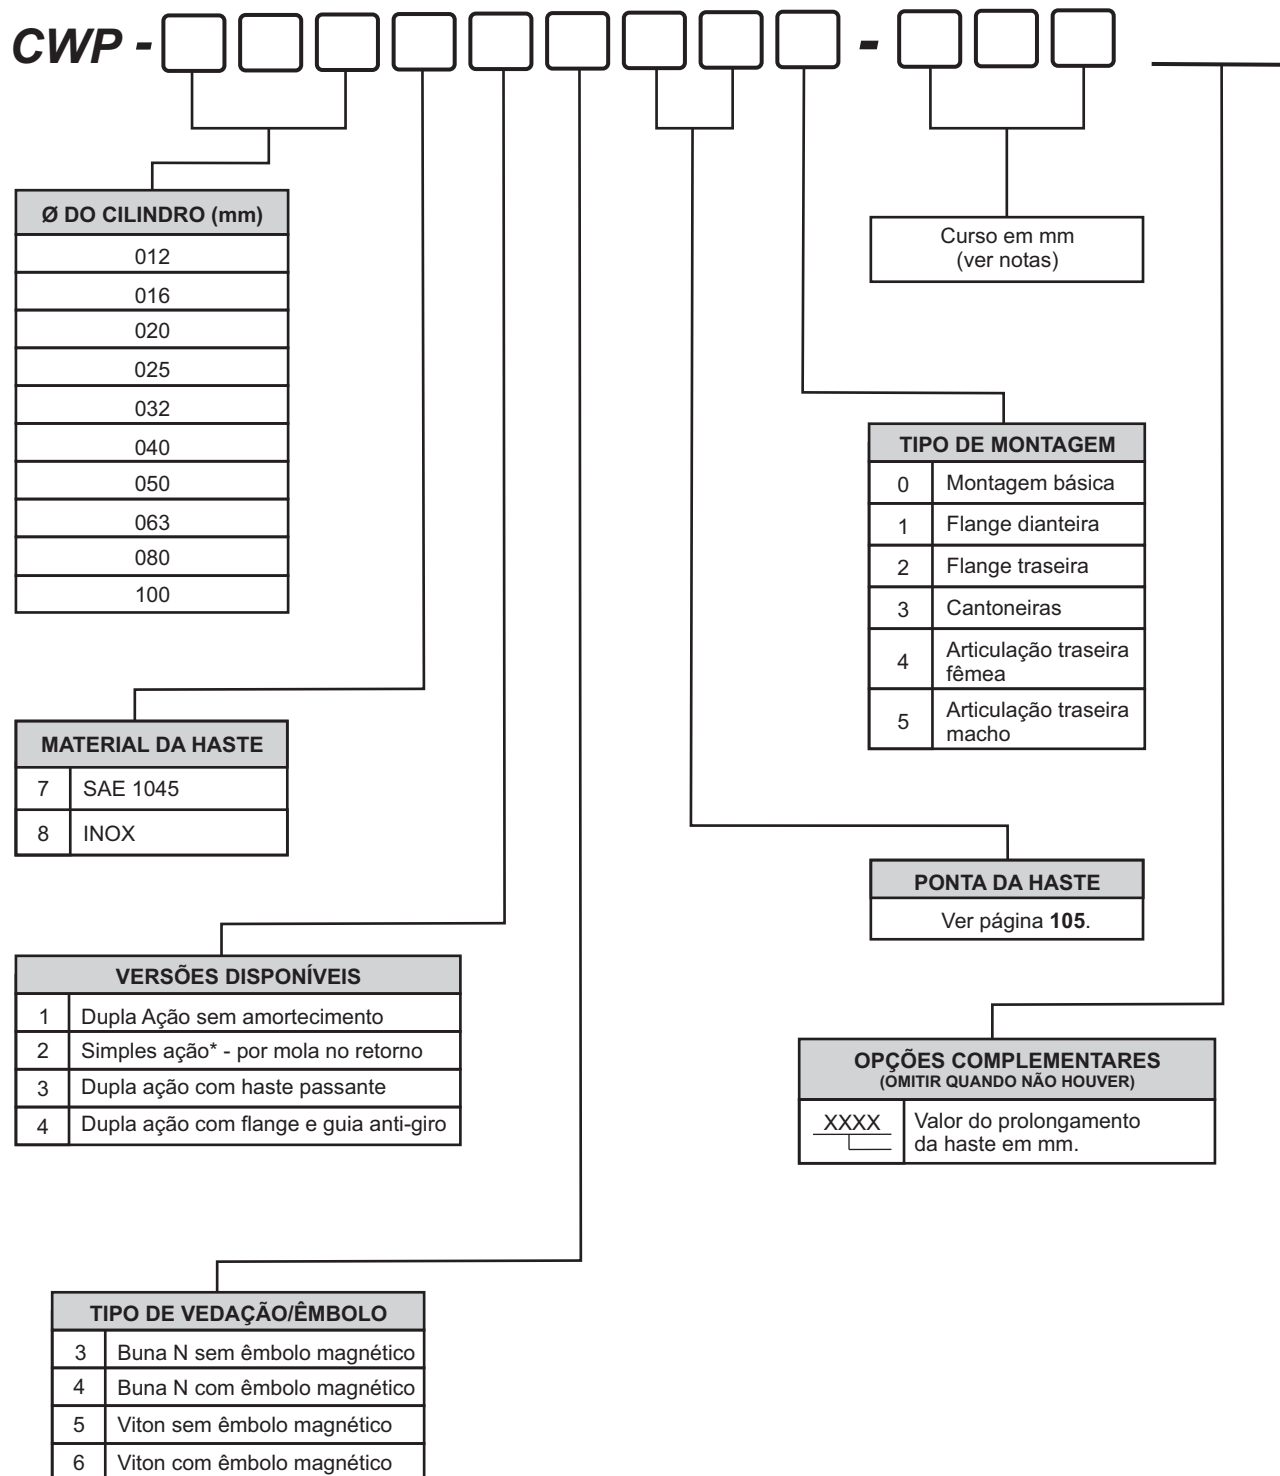 CWP - -
Ø DO CILINDRO (mm)
012
016
020
025
032
040
050
063
080
100
MATERIAL DA HASTE
7 SAE 1045
8 INOX
VERSÕES DISPONÍVEIS
1 Dupla Ação sem amortecimento
2 Simples ação* - por mola no retorno
3 Dupla ação com haste passante
4 Dupla ação com flange e guia anti-giro
TIPO DE VEDAÇÃO/ÊMBOLO
3 Buna N sem êmbolo magnético
4 Buna N com êmbolo magnético
5 Viton sem êmbolo magnético
6 Viton com êmbolo magnético
Curso em mm
(ver notas)
TIPO DE MONTAGEM
0 Montagem básica
1 Flange dianteira
2 Flange traseira
3 Cantoneiras
4 Articulação traseira
fêmea
5 Articulação traseira
macho
PONTA DA HASTE
Ver página 105.
OPÇÕES COMPLEMENTARES
(OMITIR QUANDO NÃO HOUVER)
XXXX Valor do prolongamento
da haste em mm.